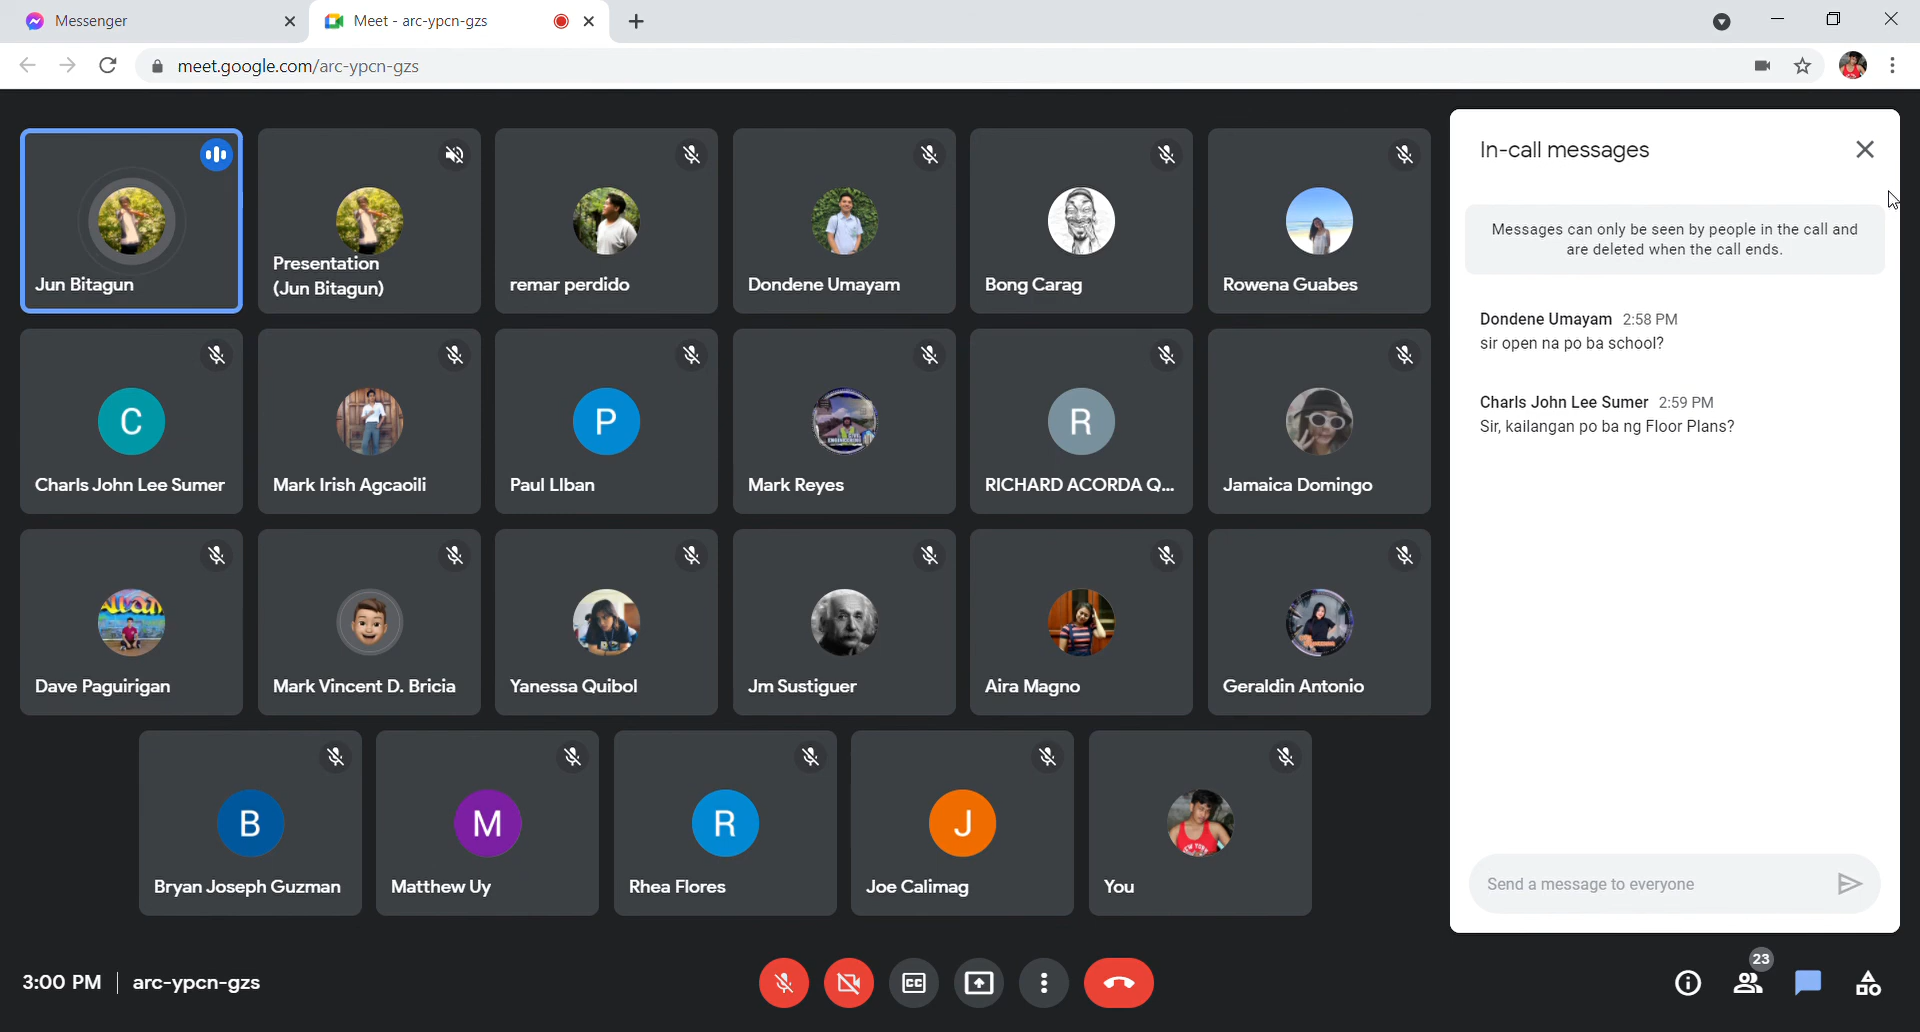 Messenger
Meet - arc-ypcn-gzs
meet.google.com/arc-ypcn-gzs
Jun Bitagun
Presentation
(Jun Bitagun)
remar perdido
Dondene Umayam
Bong Carag
Rowena Guabes
C
Charls John Lee Sumer
Mark Irish Agcaoili
P
Paul LIban
Mark Reyes
R
RICHARD ACORDA Q...
Jamaica Domingo
Dave Paguirigan
Mark Vincent D. Bricia
Yanessa Quibol
Jm Sustiguer
Aira Magno
Geraldin Antonio
B
Bryan Joseph Guzman
M
Matthew Uy
R
Rhea Flores
J
Joe Calimag
You
In-call messages
Messages can only be seen by people in the call and
are deleted when the call ends.
Dondene Umayam 2:58 PM
sir open na po ba school?
Charls John Lee Sumer 2:59 PM
Sir, kailangan po ba ng Floor Plans?
Send a message to everyone
3:00 PM | arc-ypcn-gzs
CC
23